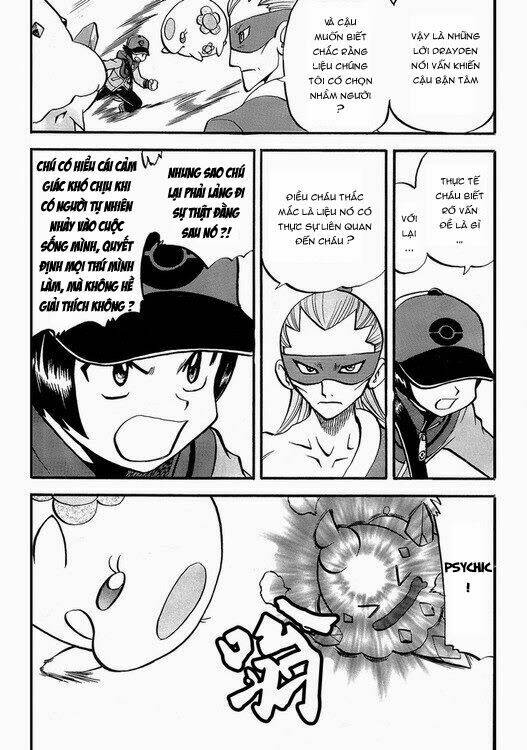 VẬY LÀ NHỮNG
LỜI DRAYDEN
NÓI VẪN KHIẾN
CẬU BẬN TÂM
VÀ CẬU
MUỐN BIẾT
CHẮC RẰNG
LIỆU CHÚNG
TÔI CÓ CHỌN
NHẦM NGƯỜI
?
THỰC TẾ
CHÁU BIẾT
RÕ VẤN
ĐỀ LÀ GÌ
...
VỚI
LẠI
...
ĐIỀU CHÁU THẮC
MẮC LÀ LIỆU NÓ CÓ
THỰC SỰ LIÊN QUAN
ĐẾN CHÁU ?
NHƯNG SAO CHÚ
LẠI PHẢI LẢNG ĐI
SỰ THẬT ĐẰNG
SAU NÓ ?!
CHÚ CÓ HIỂU CÁI CẢM
GIÁC KHÓ CHỊU KHI
CÓ NGƯỜI TỰ NHIÊN
NHẢY VÀO CUỘC
SỐNG MÌNH, QUYẾT
ĐỊNH MỌI THỨ MÌNH
LÀM, MÀ KHÔNG HỀ
GIẢI THÍCH KHÔNG ?
PSYCHIC
!